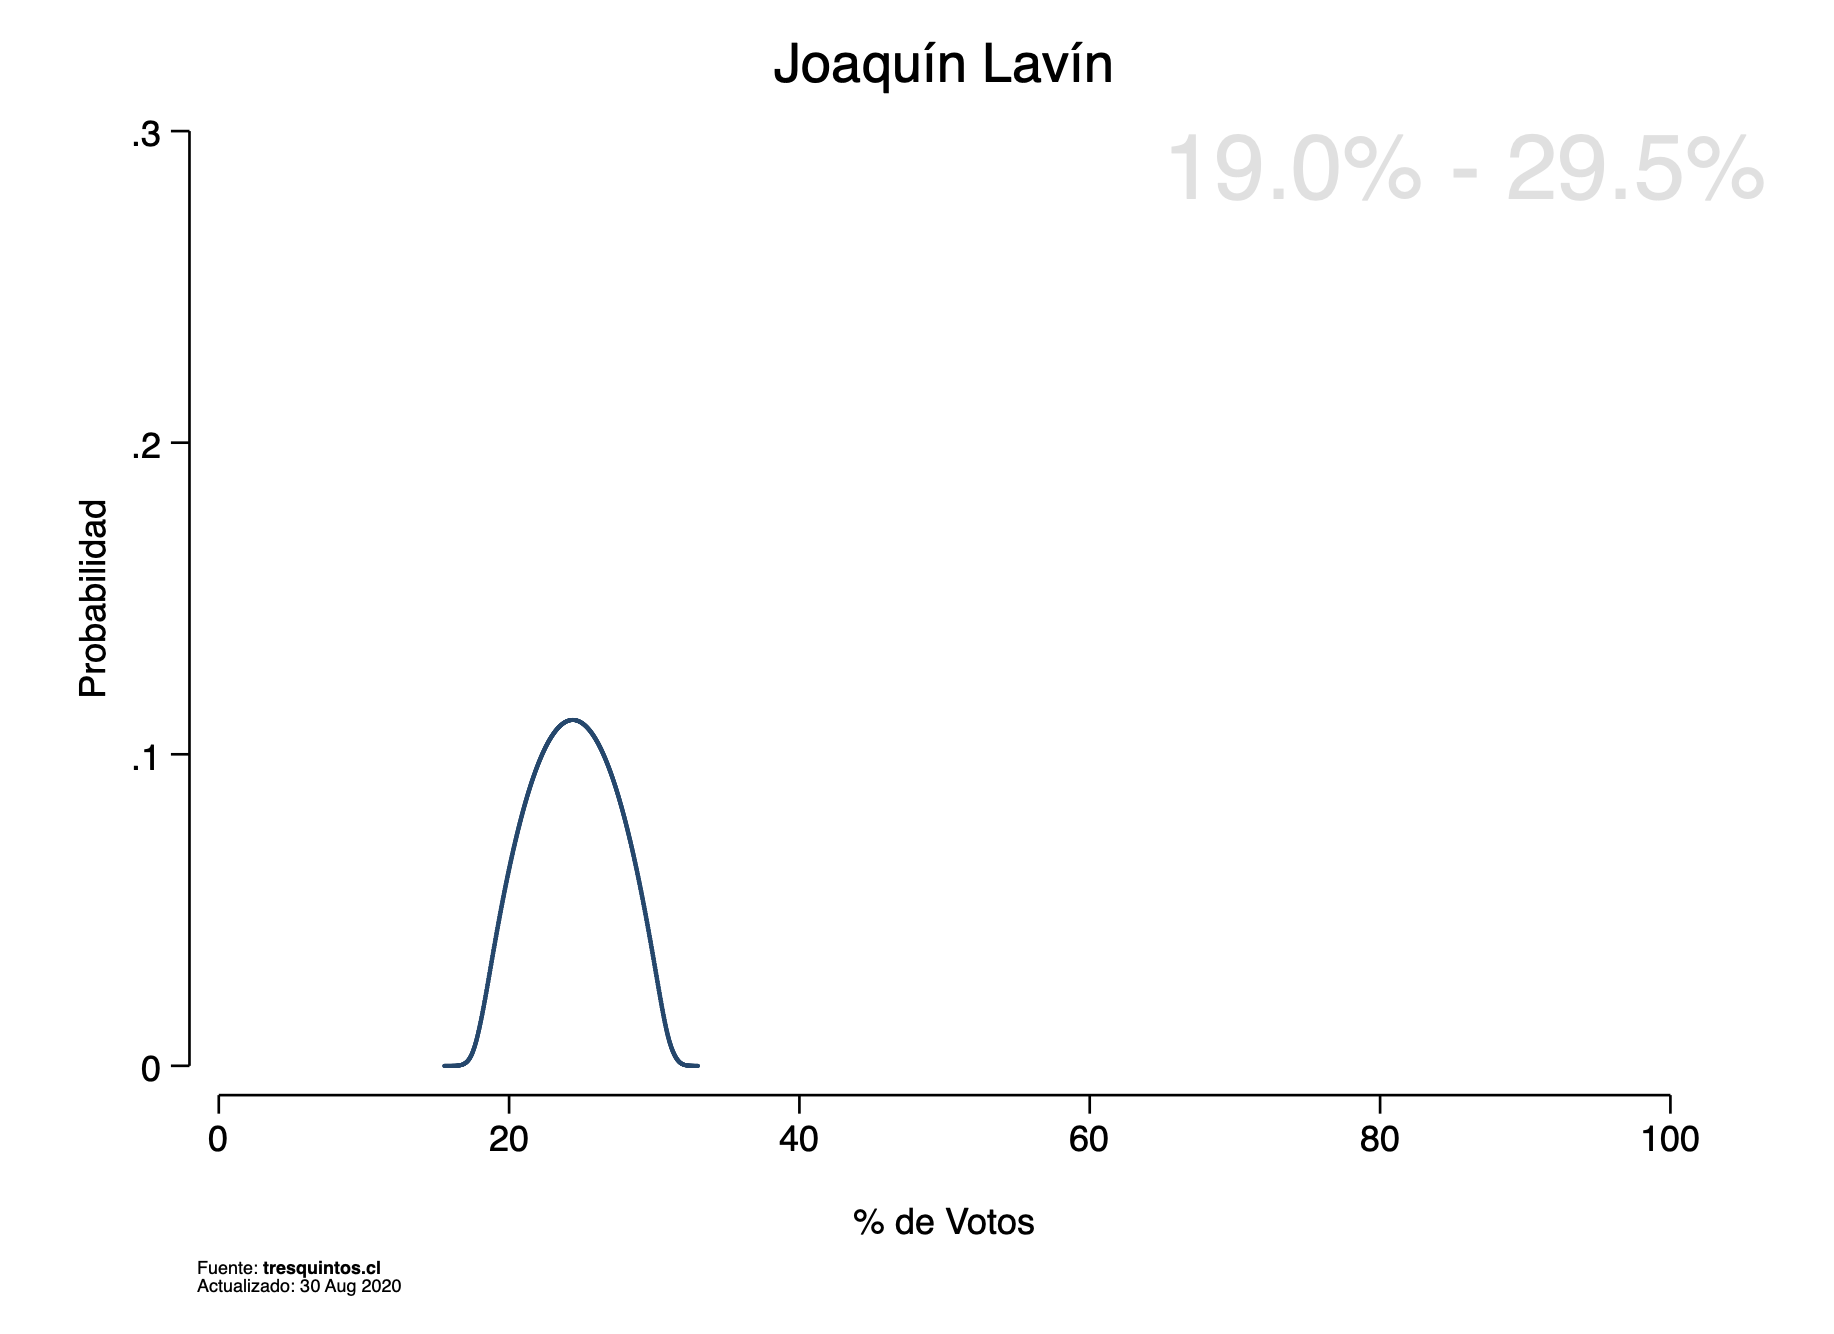 Joaquín Lavín
19.0% - 29.5%
.3
.2
.1
0
Probabilidad
0 20 40 60 80 100
% de Votos
Fuente: tresquintos.cl
Actualizado: 30 Aug 2020